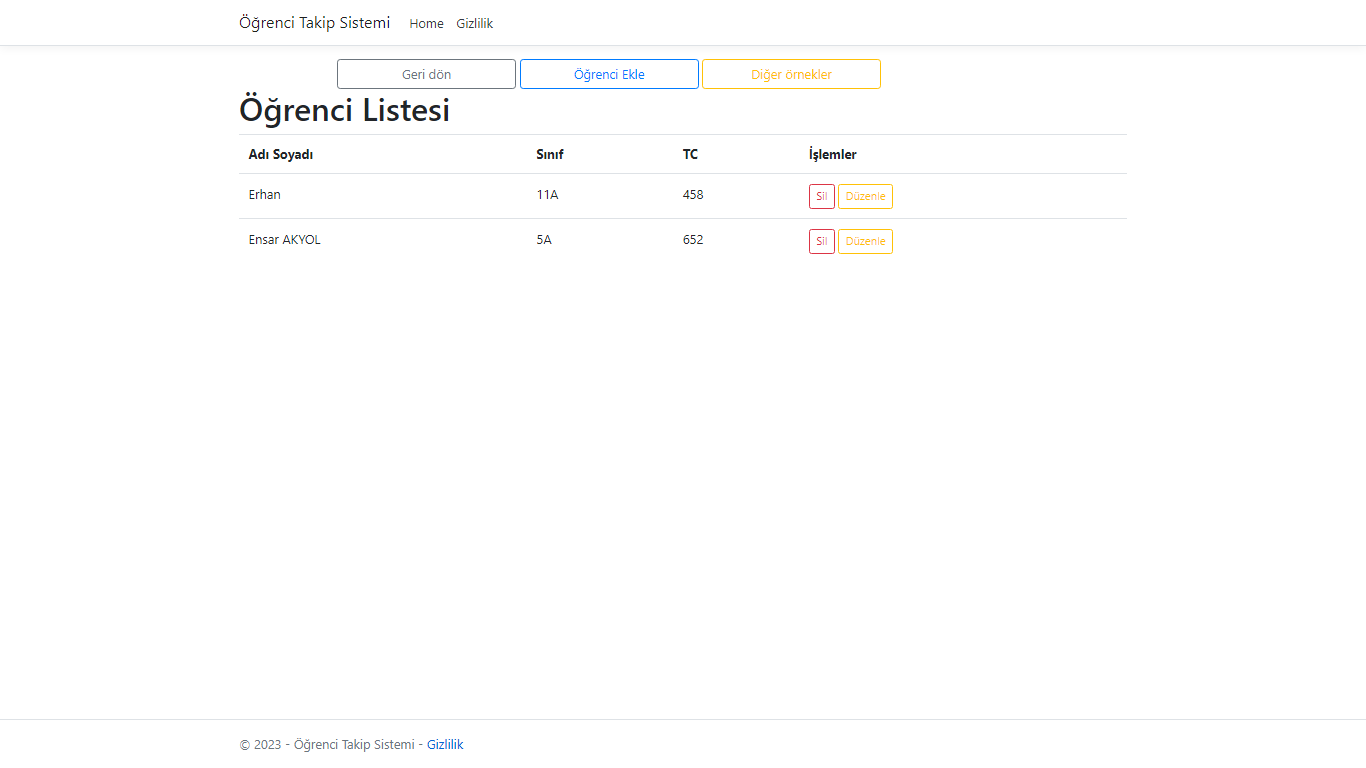 Öğrenci Takip Sistemi Home Gizlilik
Geri dön Öğrenci Ekle Diğer örnekler
Öğrenci Listesi
Adı Soyadı Sınıf TC İşlemler
Erhan 11A 458 Sil Düzenle
Ensar AKYOL 5A 652 Sil Düzenle
© 2023 - Öğrenci Takip Sistemi - Gizlilik